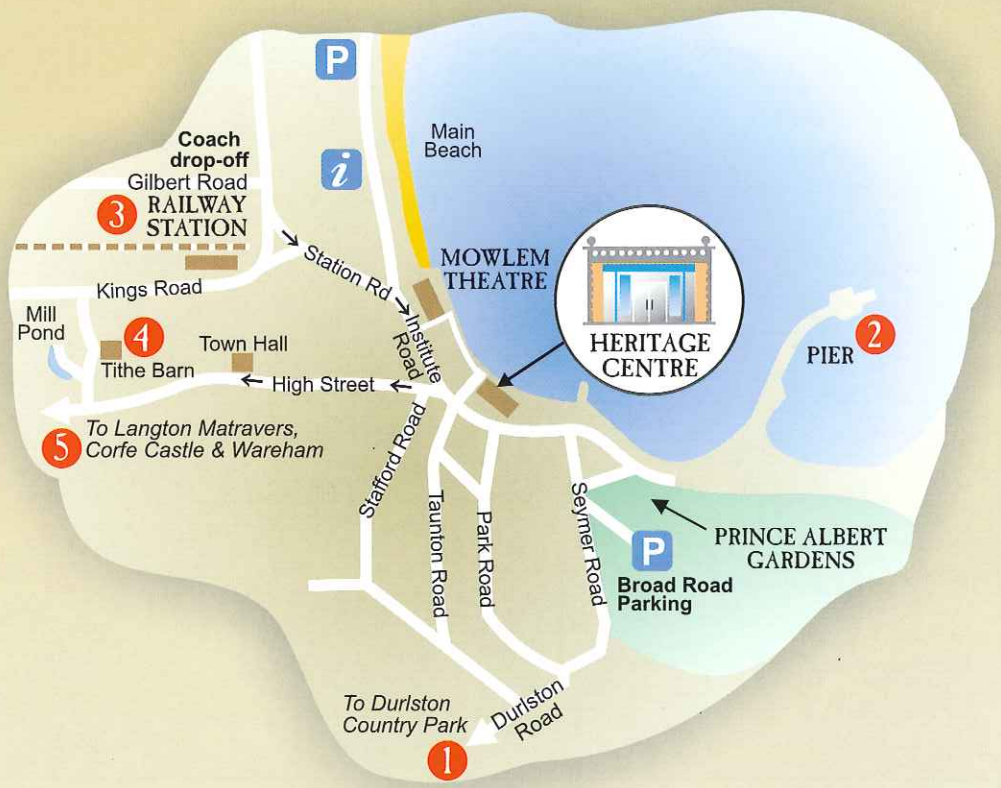 P
Main
Beach
i
Coach
drop-off
Gilbert Road
3
RAILWAY
STATION
Station Rd
MOWLEM
THEATRE
HERITAGE
CENTRE
Kings Road
Mill
Pond
4
Tithe Barn
Town Hall
Institute
Road
High Street
PIER
2
5
To Langton Matravers,
Corfe Castle & Wareham
Stafford Road
Taunton Road
Park Road
Seymer Road
PRINCE ALBERT
GARDENS
P
Broad Road
Parking
To Durlston
Country Park
1
Durlston
Road